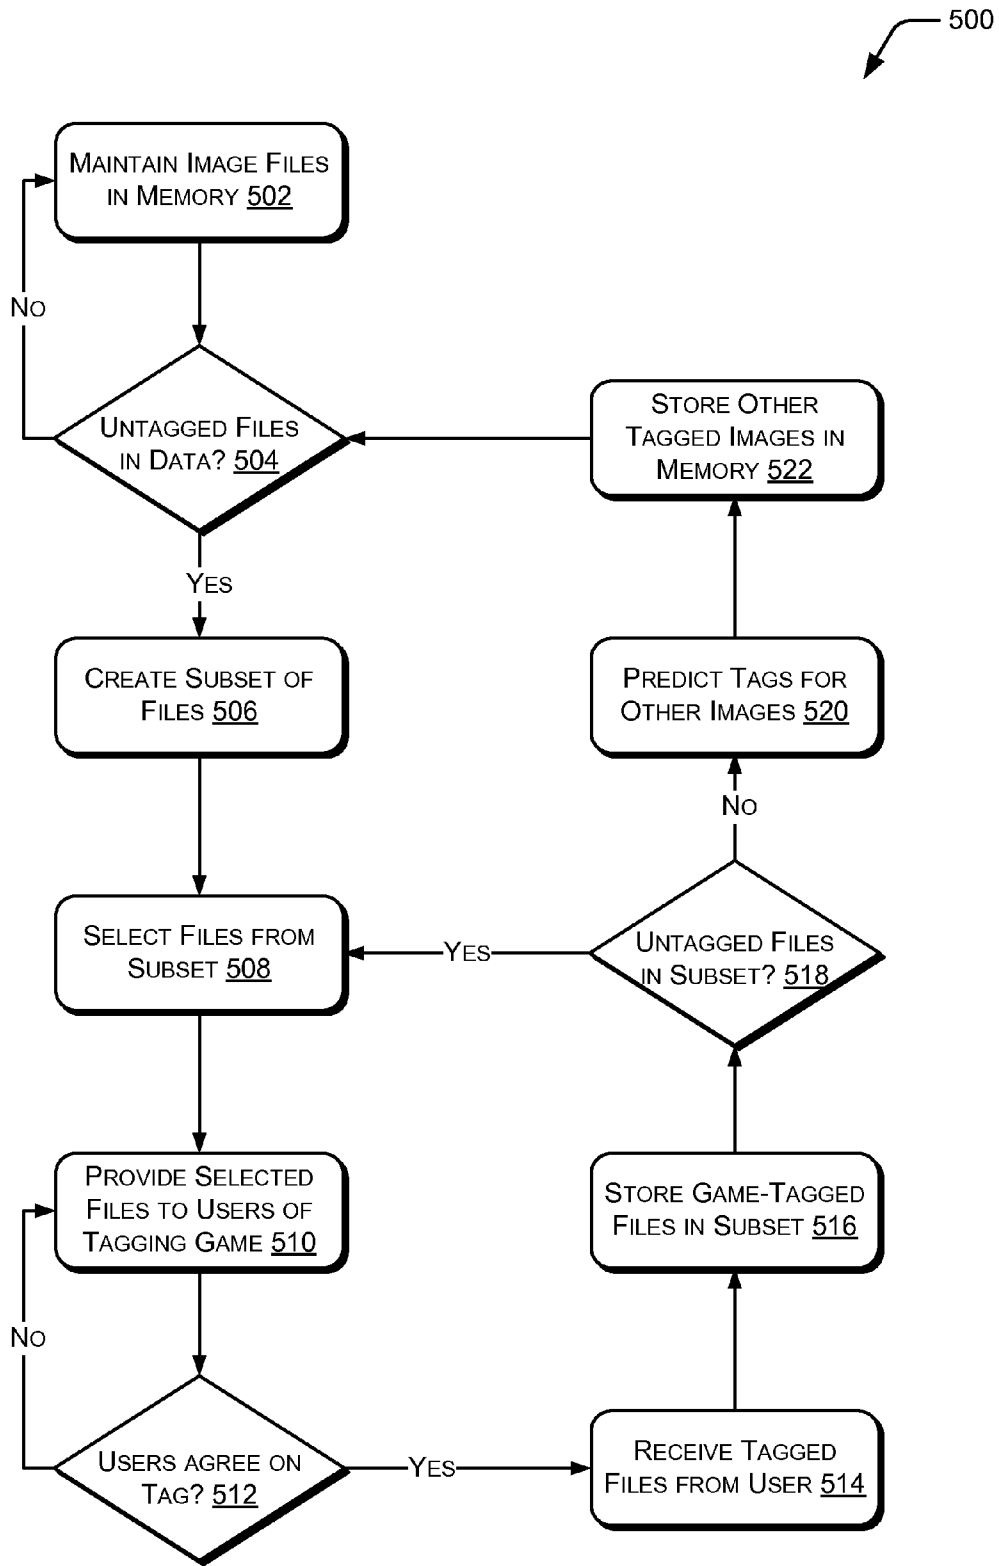 500
MAINTAIN IMAGE FILES
IN MEMORY 502
NO
UNTAGGED FILES
IN DATA? 504
YES
CREATE SUBSET OF
FILES 506
SELECT FILES FROM
SUBSET 508
PROVIDE SELECTED
FILES TO USERS OF
TAGGING GAME 510
NO
USERS AGREE ON
TAG? 512
YES
RECEIVE TAGGED
FILES FROM USER 514
STORE GAME-TAGGED
FILES IN SUBSET 516
UNTAGGED FILES
IN SUBSET? 518
YES
NO
PREDICT TAGS FOR
OTHER IMAGES 520
STORE OTHER
TAGGED IMAGES IN
MEMORY 522